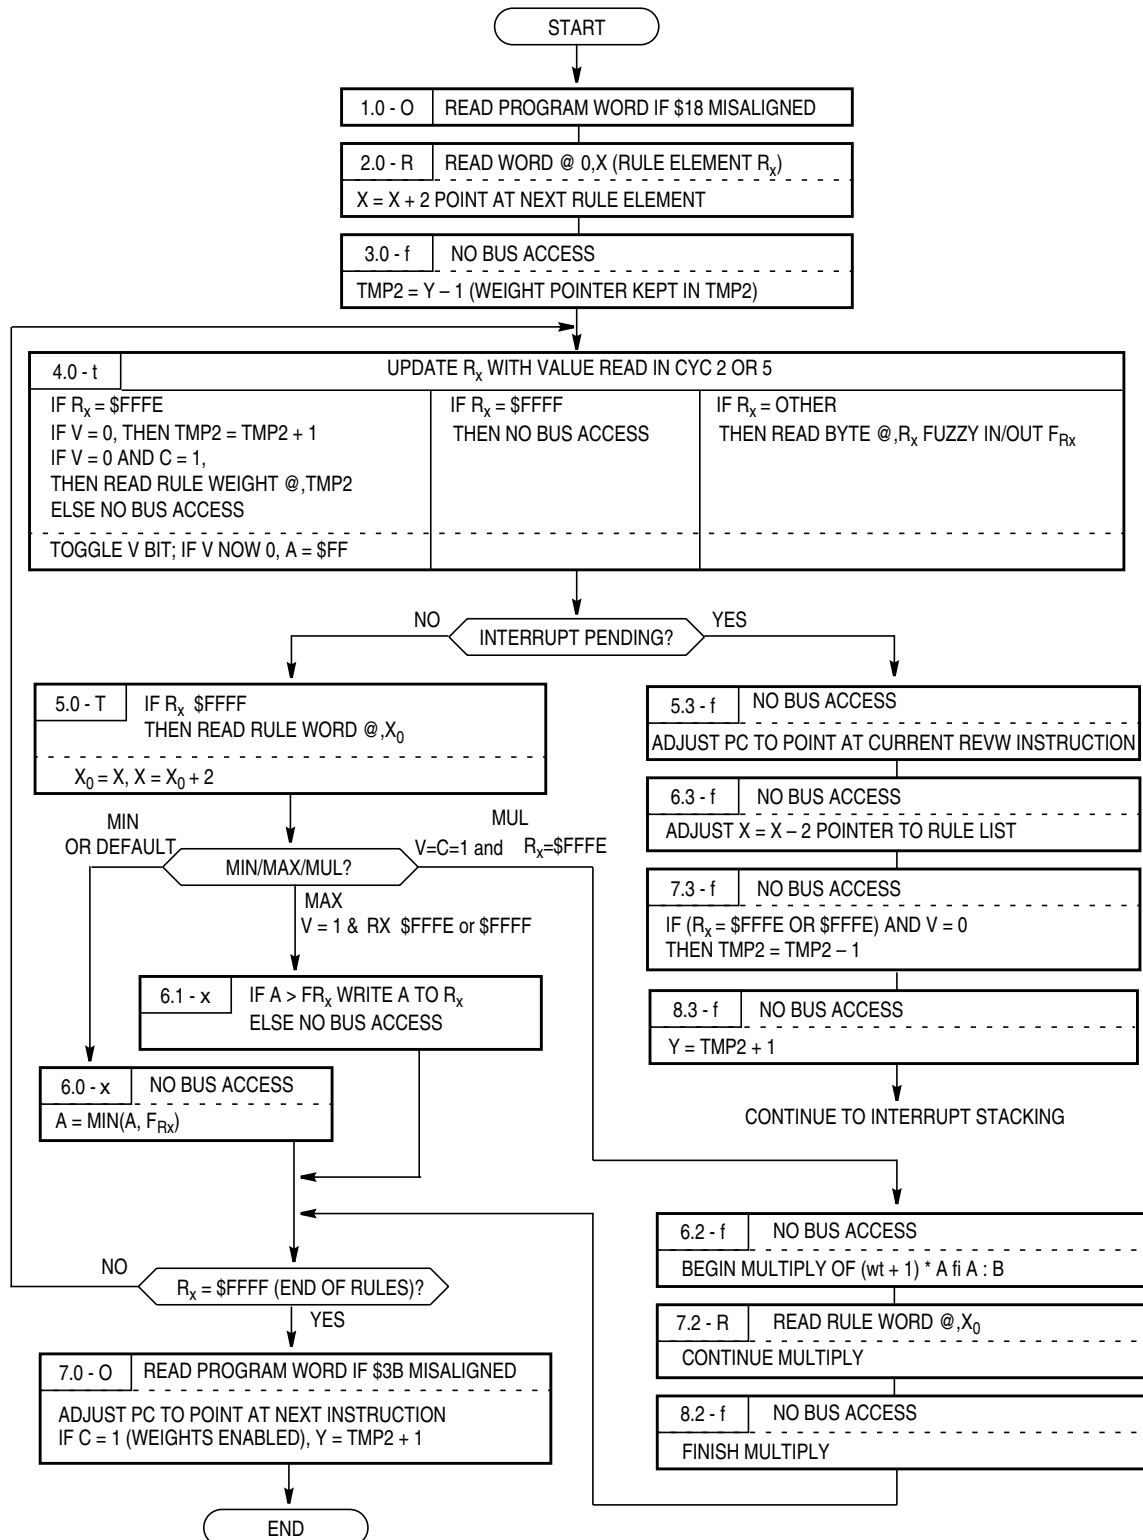 START
1.0 - O READ PROGRAM WORD IF $18 MISALIGNED
2.0 - R READ WORD @ 0,X (RULE ELEMENT Rx)
X = X + 2 POINT AT NEXT RULE ELEMENT
3.0 - f NO BUS ACCESS
TMP2 = Y – 1 (WEIGHT POINTER KEPT IN TMP2)
4.0 - t UPDATE Rx WITH VALUE READ IN CYC 2 OR 5
IF Rx = $FFFE
IF V = 0, THEN TMP2 = TMP2 + 1
IF V = 0 AND C = 1,
THEN READ RULE WEIGHT @,TMP2
ELSE NO BUS ACCESS
TOGGLE V BIT; IF V NOW 0, A = $FF
IF Rx = $FFFF
THEN NO BUS ACCESS
IF Rx = OTHER
THEN READ BYTE @,Rx FUZZY IN/OUT FRx
INTERRUPT PENDING?
NO
YES
5.0 - T IF Rx $FFFF
THEN READ RULE WORD @,X0
X0 = X, X = X0 + 2
MIN/MAX/MUL?
MIN
OR DEFAULT
MAX
V = 1 & RX $FFFE or $FFFF
MUL
V=C=1 and Rx=$FFFE
6.1 - x IF A > FRx WRITE A TO Rx
ELSE NO BUS ACCESS
6.0 - x NO BUS ACCESS
A = MIN(A, FRx)
5.3 - f NO BUS ACCESS
ADJUST PC TO POINT AT CURRENT REVW INSTRUCTION
6.3 - f NO BUS ACCESS
ADJUST X = X – 2 POINTER TO RULE LIST
7.3 - f NO BUS ACCESS
IF (Rx = $FFFE OR $FFFE) AND V = 0
THEN TMP2 = TMP2 – 1
8.3 - f NO BUS ACCESS
Y = TMP2 + 1
CONTINUE TO INTERRUPT STACKING
6.2 - f NO BUS ACCESS
BEGIN MULTIPLY OF (wt + 1) * A fi A : B
7.2 - R READ RULE WORD @,X0
CONTINUE MULTIPLY
8.2 - f NO BUS ACCESS
FINISH MULTIPLY
NO
Rx = $FFFF (END OF RULES)?
YES
7.0 - O READ PROGRAM WORD IF $3B MISALIGNED
ADJUST PC TO POINT AT NEXT INSTRUCTION
IF C = 1 (WEIGHTS ENABLED), Y = TMP2 + 1
END